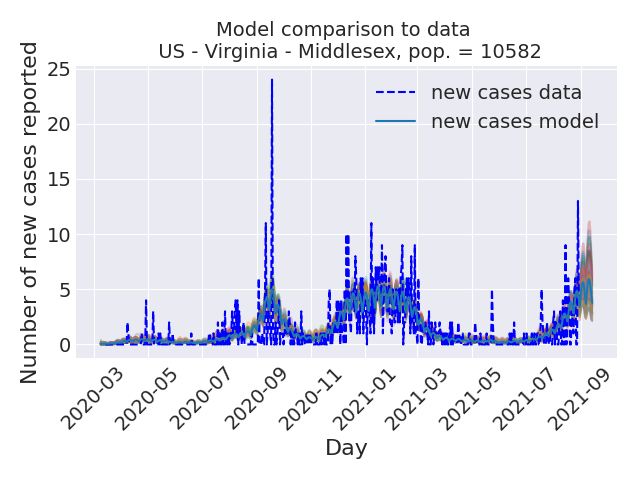 Model comparison to data
US - Virginia - Middlesex, pop. = 10582
Number of new cases reported
25
20
15
10
5
0
new cases data
new cases model
2020-03
2020-05
2020-07
2020-09
2020-11
2021-01
2021-03
2021-05
2021-07
2021-09
Day